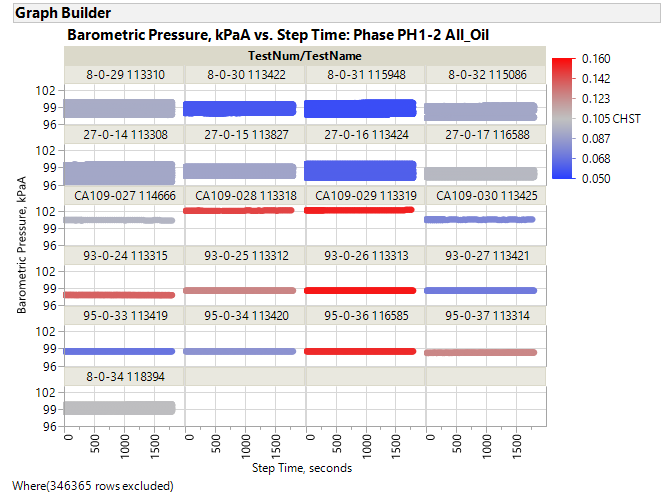 Graph Builder
Barometric Pressure, kPaA vs. Step Time: Phase PH1-2 All_Oil
TestNum/TestName
8-0-29 113310 8-0-30 113422 8-0-31 115948 8-0-32 115086
102
99
96
27-0-14 113308 27-0-15 113827 27-0-16 113424 27-0-17 116588
102
99
96
CA109-027 114666 CA109-028 113318 CA109-029 113319 CA109-030 113425
102
99
96
93-0-24 113315 93-0-25 113312 93-0-26 113313 93-0-27 113421
102
99
96
95-0-33 113419 95-0-34 113420 95-0-36 116585 95-0-37 113314
102
99
96
8-0-34 118394
102
99
96
Barometric Pressure, kPaA
0 500 1000 1500 0 500 1000 1500 0 500 1000 1500 0 500 1000 1500
Step Time, seconds
0.160
0.142
0.123
0.105 CHST
0.087
0.068
0.050
Where(346365 rows excluded)